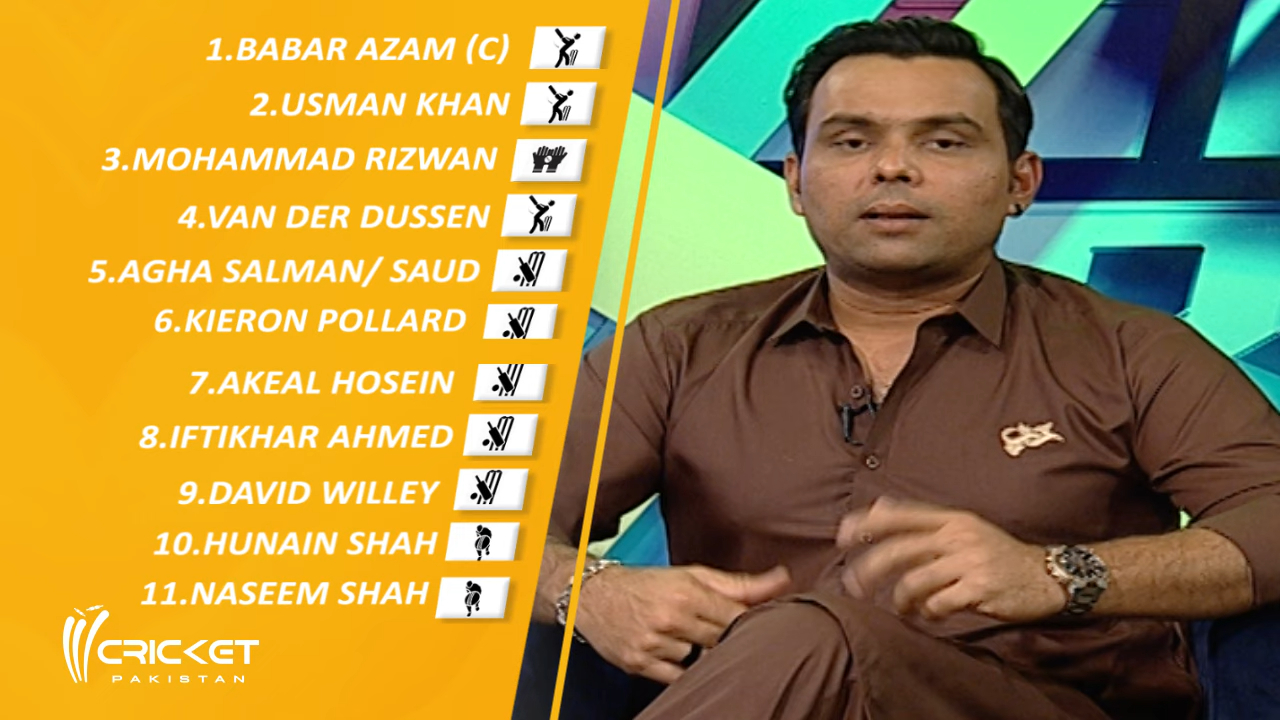 1.BABAR AZAM (C)
2.USMAN KHAN
3.MOHAMMAD RIZWAN
4.VAN DER DUSSEN
5.AGHA SALMAN/ SAUD
6.KIERON POLLARD
7.AKEAL HOSEIN
8.IFTIKHAR AHMED
9.DAVID WILLEY
10.HUNAIN SHAH
11.NASEEM SHAH
CRICKET
PAKISTAN